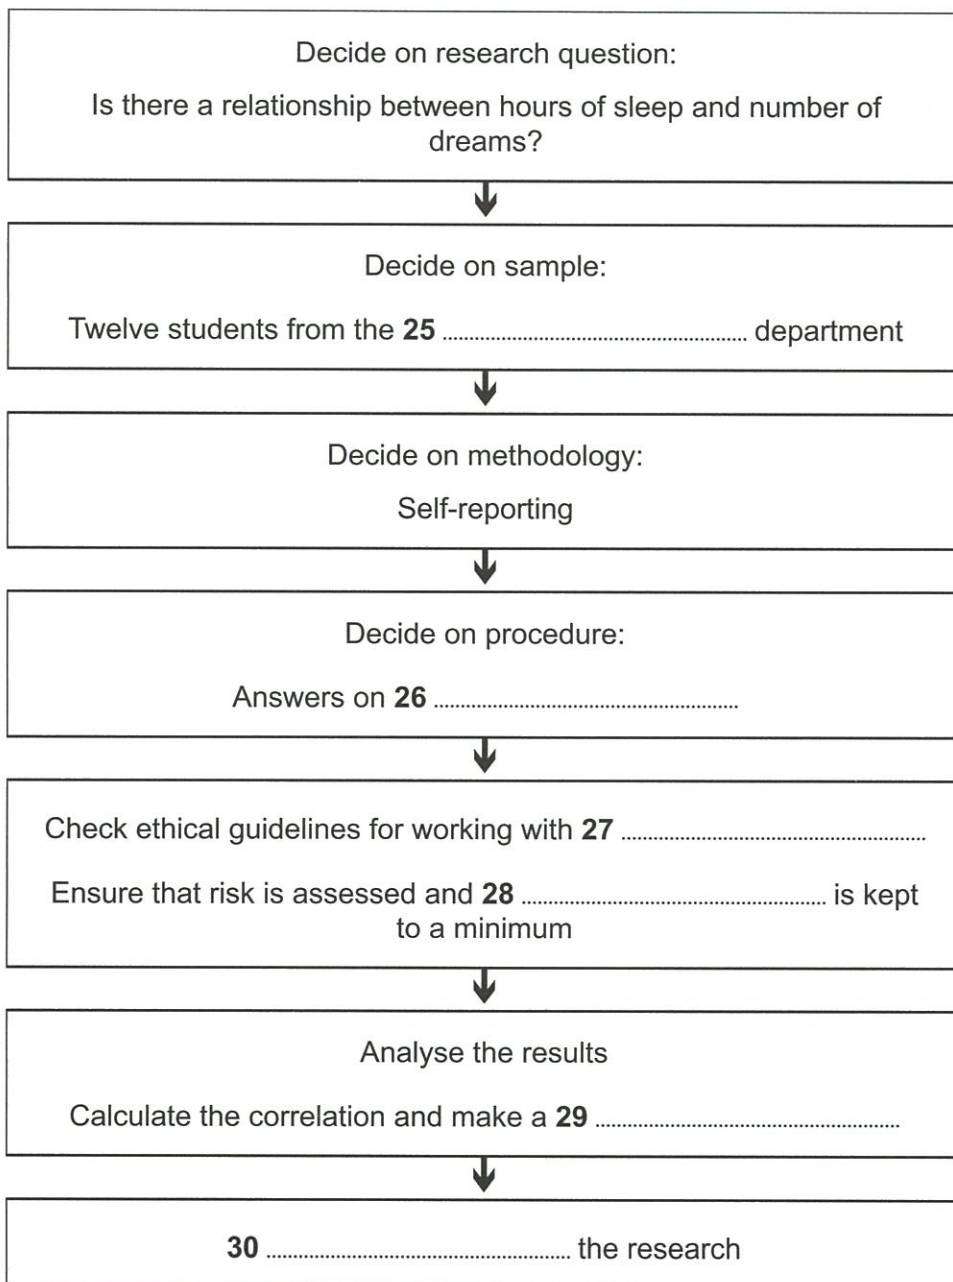 Decide on research question:
Is there a relationship between hours of sleep and number of
dreams?
Decide on sample:
Twelve students from the 25 ........................................ department
Decide on methodology:
Self-reporting
Decide on procedure:
Answers on 26 ........................................
Check ethical guidelines for working with 27 ........................................
Ensure that risk is assessed and 28 ........................................ is kept
to a minimum
Analyse the results
Calculate the correlation and make a 29 ........................................
30 ........................................ the research